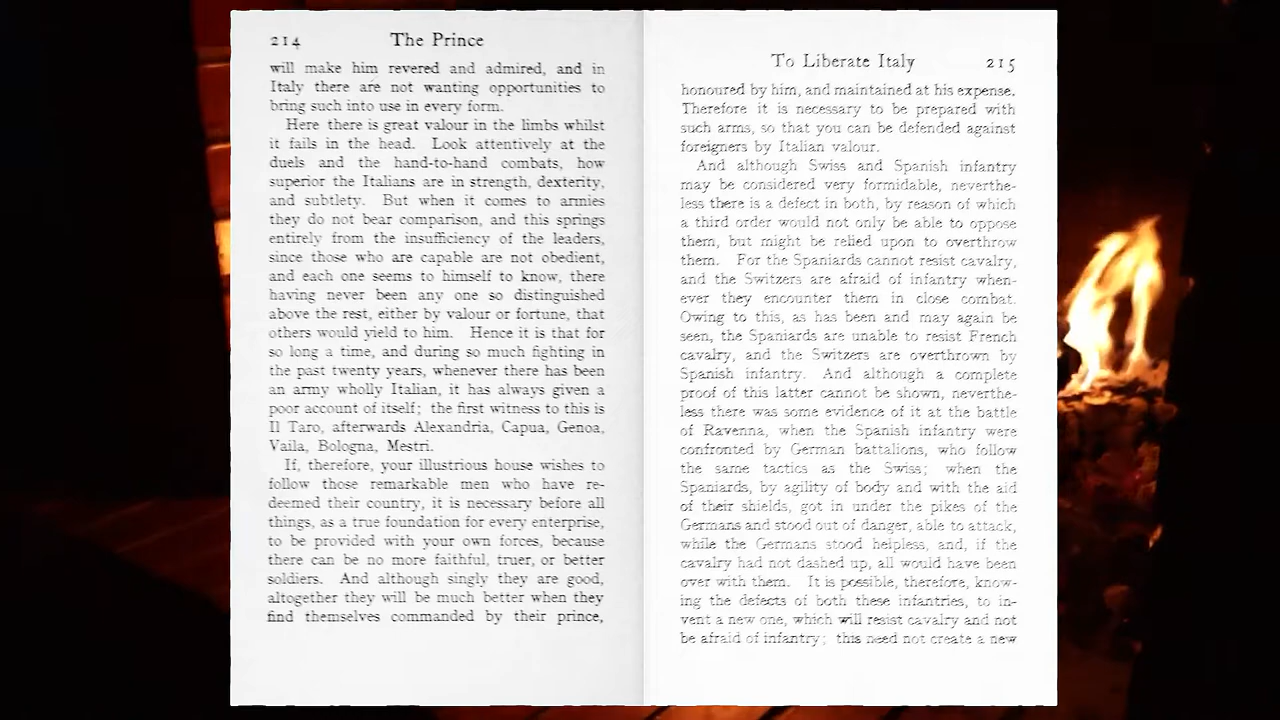 214 The Prince
will make him revered and admired, and in
Italy there are not wanting opportunities to
bring such into use in every form.
Here there is great valour in the limbs whilst
it fails in the head. Look attentively at the
duels and the hand-to-hand combats, how
superior the Italians are in strength, dexterity,
and subtlety. But when it comes to armies
they do not bear comparison, and this springs
entirely from the insufficiency of the leaders,
since those who are capable are not obedient,
and each one seems to himself to know, there
having never been any one so distinguished
above the rest, either by valour or fortune, that
others would yield to him. Hence it is that for
so long a time, and during so much fighting in
the past twenty years, whenever there has been
an army wholly Italian, it has always given a
poor account of itself; the first witness to this is
Il Taro, afterwards Alexandria, Capua, Genoa,
Vaila, Bologna, Mestri.
If, therefore, your illustrious house wishes to
follow those remarkable men who have re-
deemed their country, it is necessary before all
things, as a true foundation for every enterprise,
to be provided with your own forces, because
there can be no more faithful, truer, or better
soldiers. And although singly they are good,
altogether they will be much better when they
find themselves commanded by their prince,
To Liberate Italy 215
honoured by him, and maintained at his expense.
Therefore it is necessary to be prepared with
such arms, so that you can be defended against
foreigners by Italian valour.
And although Swiss and Spanish infantry
may be considered very formidable, neverthe-
less there is a defect in both, by reason of which
a third order would not only be able to oppose
them, but might be relied upon to overthrow
them. For the Spaniards cannot resist cavalry,
and the Switzers are afraid of infantry when-
ever they encounter them in close combat.
Owing to this, as has been and may again be
seen, the Spaniards are unable to resist French
cavalry, and the Switzers are overthrown by
Spanish infantry. And although a complete
proof of this latter cannot be shown, neverthe-
less there was some evidence of it at the battle
of Ravenna, when the Spanish infantry were
confronted by German battalions, who follow
the same tactics as the Swiss; when the
Spaniards, by agility of body and with the aid
of their shields, got in under the pikes of the
Germans and stood out of danger, able to attack,
while the Germans stood helpless, and, if the
cavalry had not dashed up, all would have been
over with them. It is possible, therefore, know-
ing the defects of both these infantries, to in-
vent a new one, which will resist cavalry and not
be afraid of infantry; this need not create a new